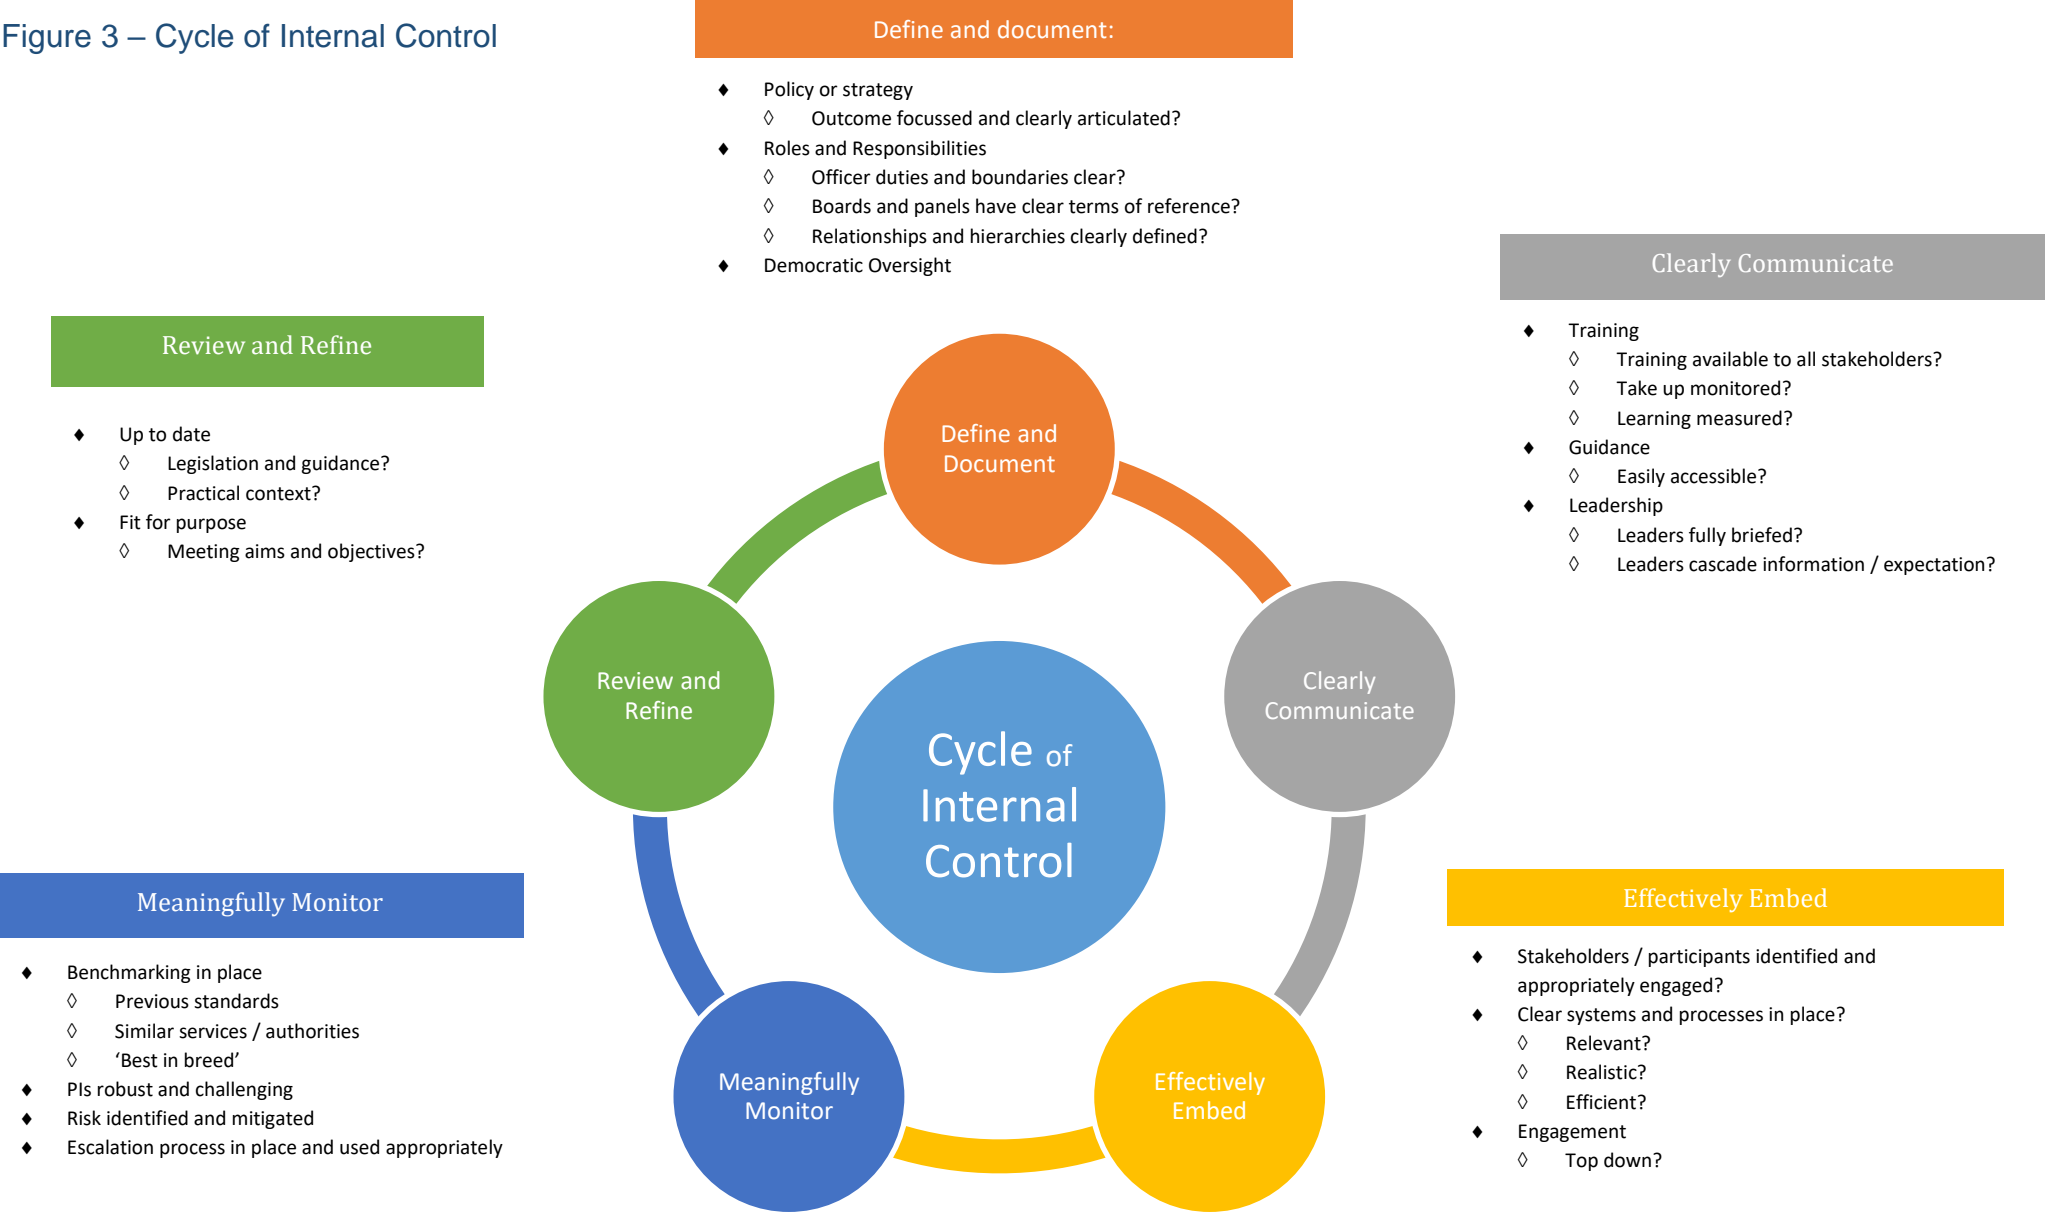 Figure 3 – Cycle of Internal Control
Define and document:
♦ Policy or strategy
◊ Outcome focussed and clearly articulated?
♦ Roles and Responsibilities
◊ Officer duties and boundaries clear?
◊ Boards and panels have clear terms of reference?
◊ Relationships and hierarchies clearly defined?
♦ Democratic Oversight
Clearly Communicate
♦ Training
◊ Training available to all stakeholders?
◊ Take up monitored?
◊ Learning measured?
♦ Guidance
◊ Easily accessible?
♦ Leadership
◊ Leaders fully briefed?
◊ Leaders cascade information / expectation?
Review and Refine
♦ Up to date
◊ Legislation and guidance?
◊ Practical context?
♦ Fit for purpose
◊ Meeting aims and objectives?
Define and
Document
Review and
Refine
Clearly
Communicate
Cycle of
Internal
Control
Meaningfully
Monitor
Effectively
Embed
Meaningfully Monitor
♦ Benchmarking in place
◊ Previous standards
◊ Similar services / authorities
◊ ‘Best in breed’
♦ PIs robust and challenging
♦ Risk identified and mitigated
♦ Escalation process in place and used appropriately
Effectively Embed
♦ Stakeholders / participants identified and
appropriately engaged?
♦ Clear systems and processes in place?
◊ Relevant?
◊ Realistic?
◊ Efficient?
♦ Engagement
◊ Top down?